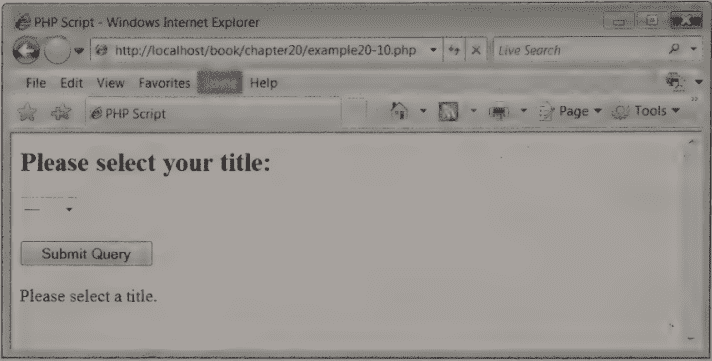 PHP Script - Windows Internet Explorer
http://localhost/book/chapter20/example20-10.php
Live Search
File Edit View Favorites Help
PHP Script
Page Tools
Please select your title:
Submit Query
Please select a title.